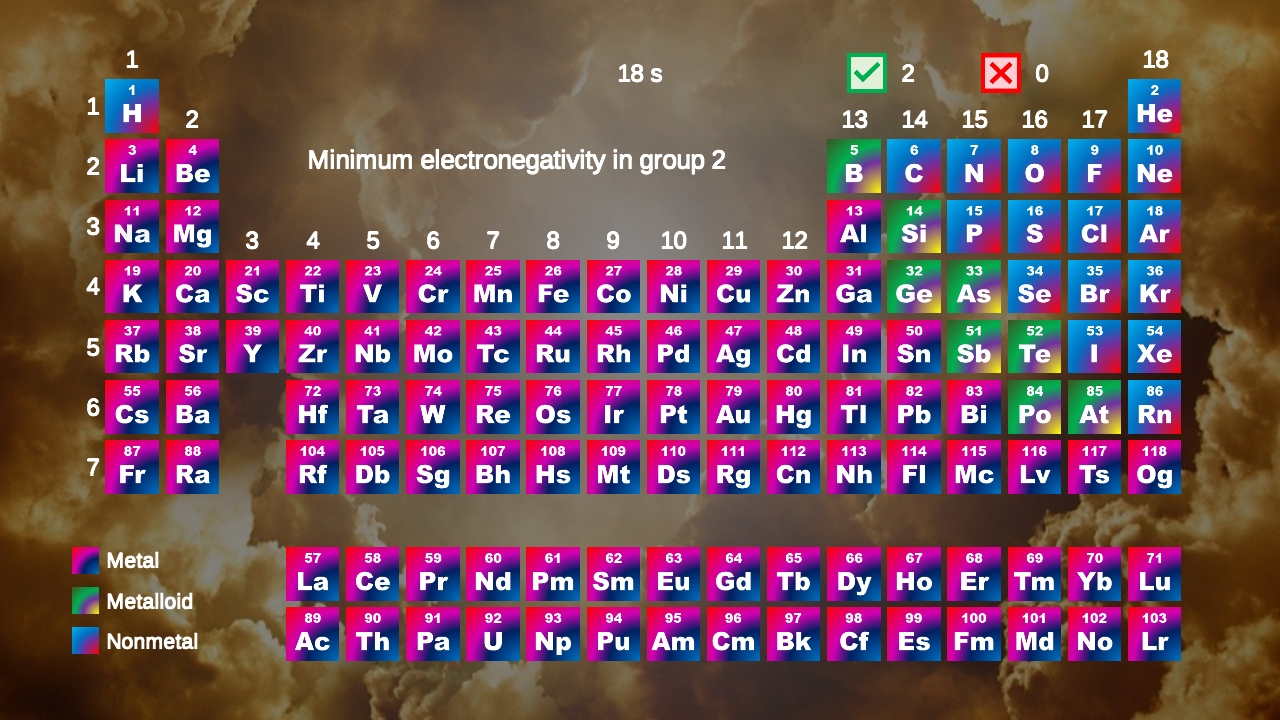 18 s
2
0
Minimum electronegativity in group 2
1 18
2 13 14 15 16 17
3 4 5 6 7 8 9 10 11 12
1 1 H 2 He
2 3 Li 4 Be 5 B 6 C 7 N 8 O 9 F 10 Ne
3 11 Na 12 Mg 13 Al 14 Si 15 P 16 S 17 Cl 18 Ar
4 19 K 20 Ca 21 Sc 22 Ti 23 V 24 Cr 25 Mn 26 Fe 27 Co 28 Ni 29 Cu 30 Zn 31 Ga 32 Ge 33 As 34 Se 35 Br 36 Kr
5 37 Rb 38 Sr 39 Y 40 Zr 41 Nb 42 Mo 43 Tc 44 Ru 45 Rh 46 Pd 47 Ag 48 Cd 49 In 50 Sn 51 Sb 52 Te 53 I 54 Xe
6 55 Cs 56 Ba 72 Hf 73 Ta 74 W 75 Re 76 Os 77 Ir 78 Pt 79 Au 80 Hg 81 Tl 82 Pb 83 Bi 84 Po 85 At 86 Rn
7 87 Fr 88 Ra 104 Rf 105 Db 106 Sg 107 Bh 108 Hs 109 Mt 110 Ds 111 Rg 112 Cn 113 Nh 114 Fl 115 Mc 116 Lv 117 Ts 118 Og
57 La 58 Ce 59 Pr 60 Nd 61 Pm 62 Sm 63 Eu 64 Gd 65 Tb 66 Dy 67 Ho 68 Er 69 Tm 70 Yb 71 Lu
89 Ac 90 Th 91 Pa 92 U 93 Np 94 Pu 95 Am 96 Cm 97 Bk 98 Cf 99 Es 100 Fm 101 Md 102 No 103 Lr
Metal
Metalloid
Nonmetal